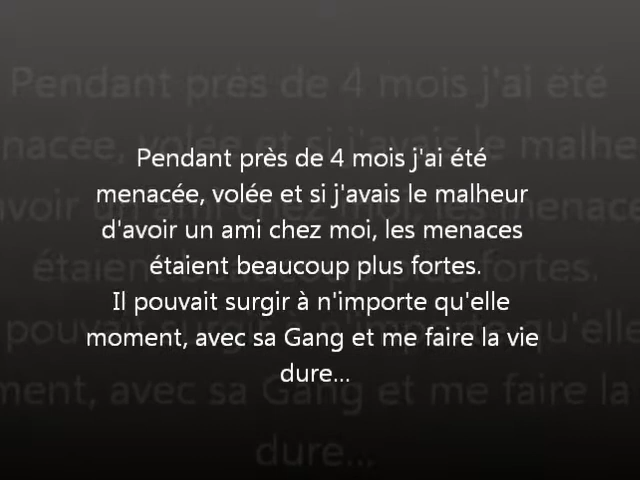 Pendant près de 4 mois j'ai été
menacée, volée et si j'avais le malheur
d'avoir un ami chez moi, les menaces
étaient beaucoup plus fortes.
Il pouvait surgir à n'importe qu'elle
moment, avec sa Gang et me faire la vie
dure...